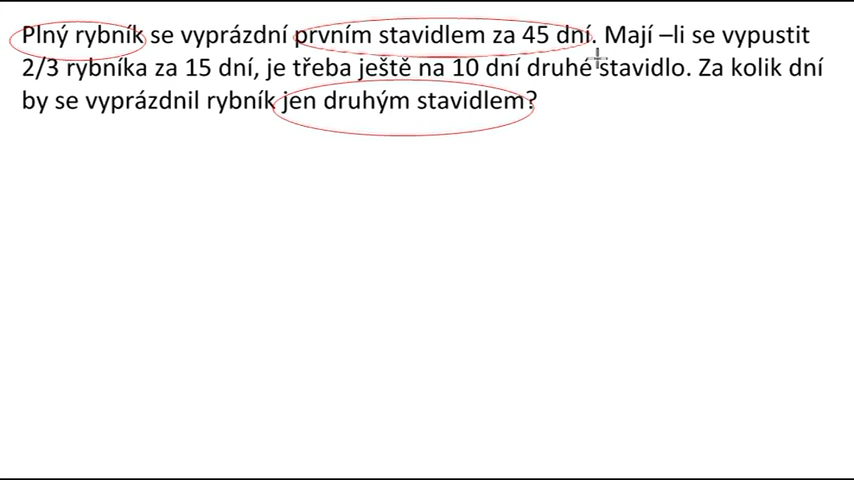 Plný rybník se vyprázdní prvním stavidlem za 45 dní. Mají –li se vypustit
2/3 rybníka za 15 dní, je třeba ještě na 10 dní druhé stavidlo. Za kolik dní
by se vyprázdnil rybník jen druhým stavidlem?